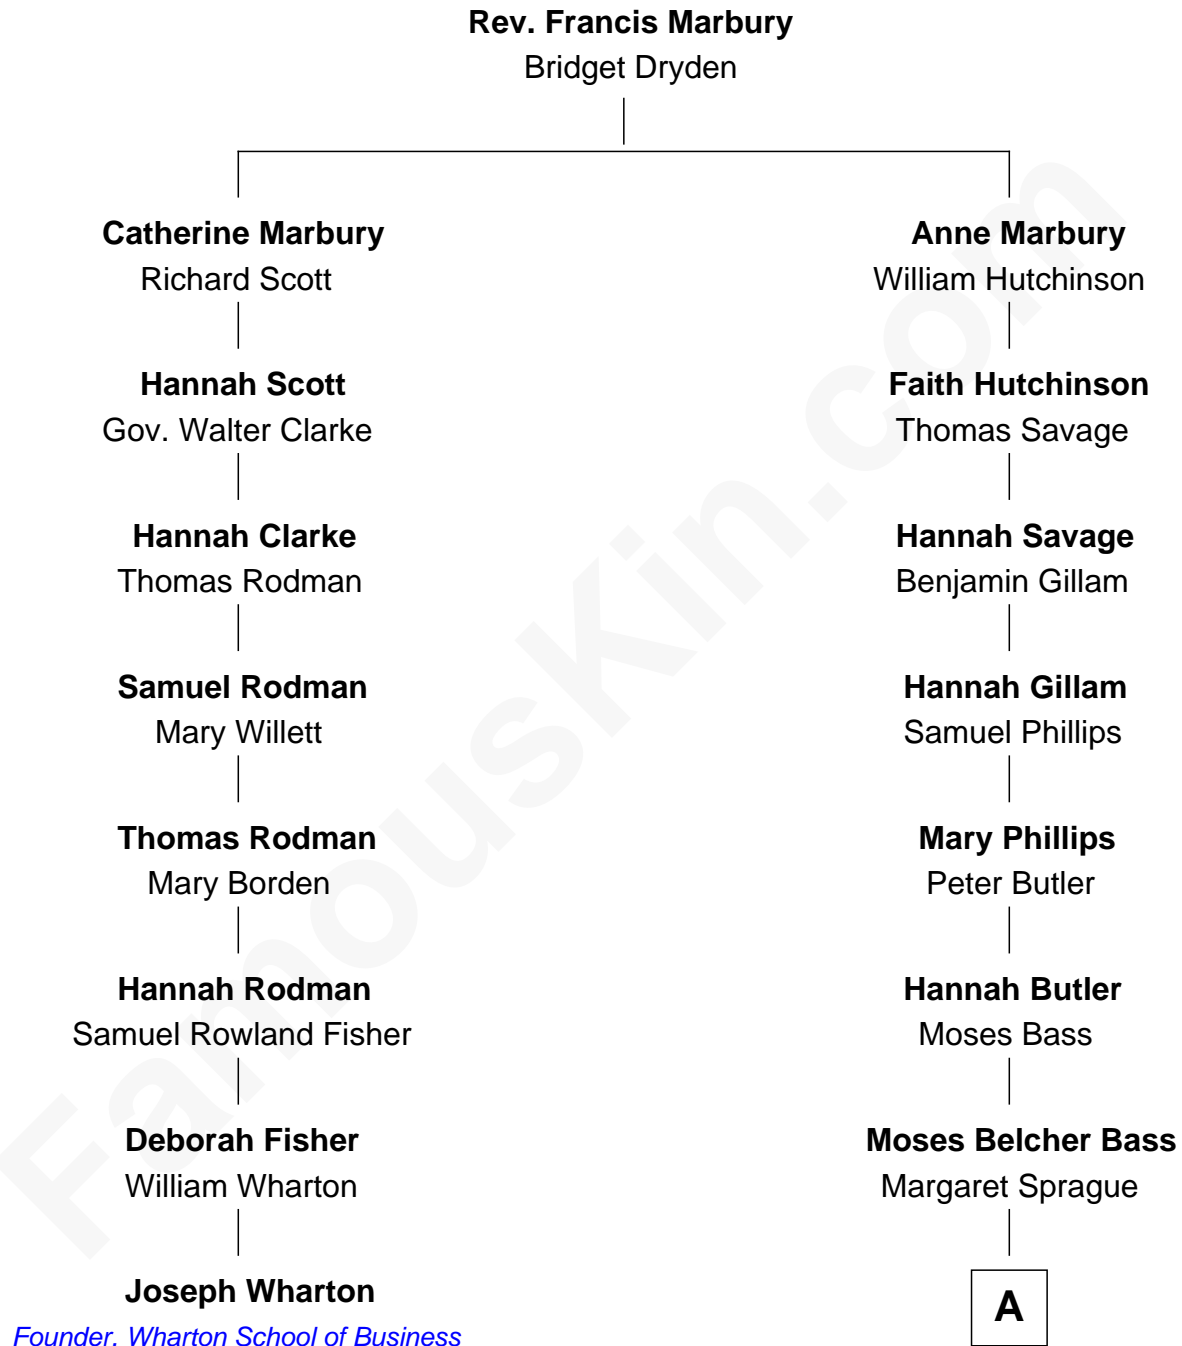 Rev. Francis Marbury
Bridget Dryden
Catherine Marbury
Richard Scott
Hannah Scott
Gov. Walter Clarke
Hannah Clarke
Thomas Rodman
Samuel Rodman
Mary Willett
Thomas Rodman
Mary Borden
Hannah Rodman
Samuel Rowland Fisher
Deborah Fisher
William Wharton
Joseph Wharton
Founder, Wharton School of Business
Anne Marbury
William Hutchinson
Faith Hutchinson
Thomas Savage
Hannah Savage
Benjamin Gillam
Hannah Gillam
Samuel Phillips
Mary Phillips
Peter Butler
Hannah Butler
Moses Bass
Moses Belcher Bass
Margaret Sprague
A
FamousKin.com